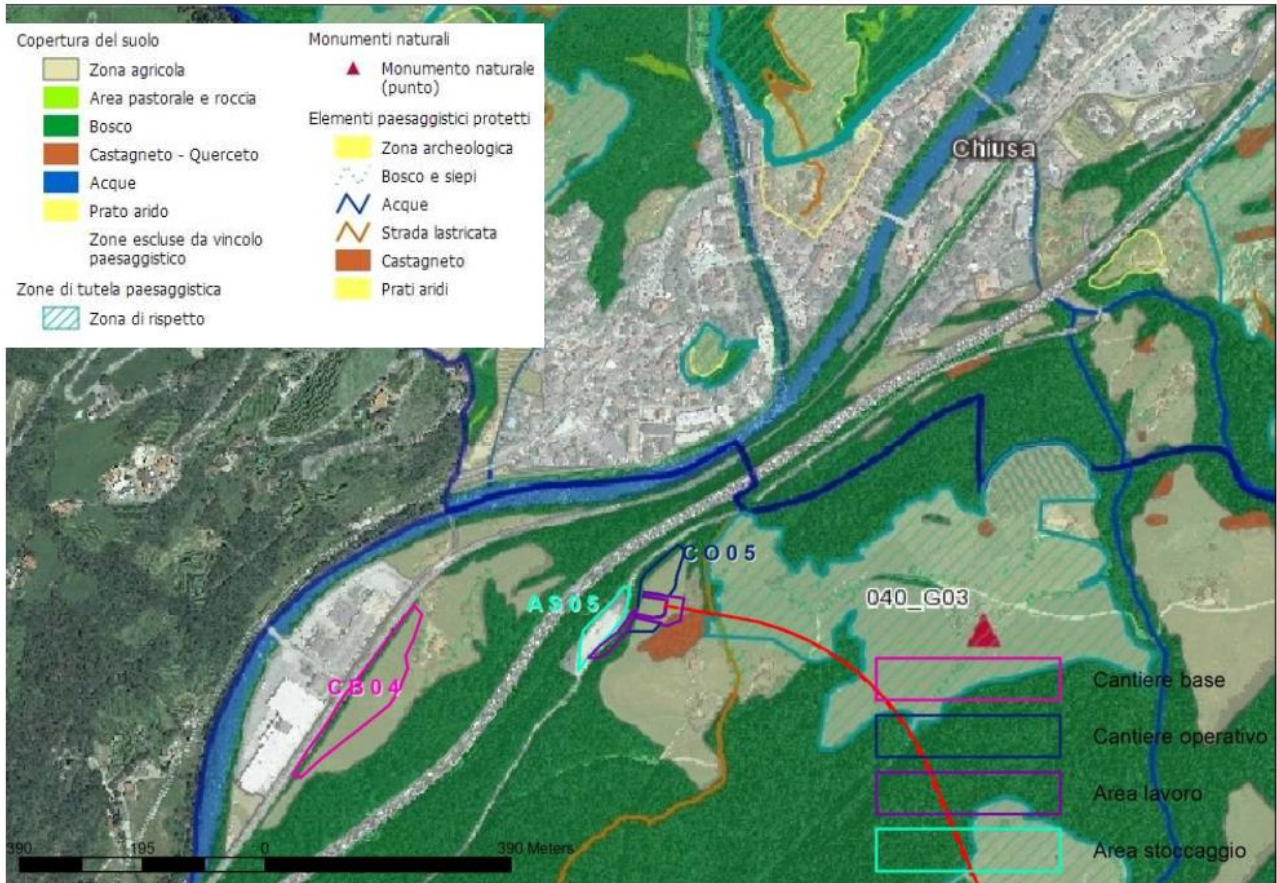 Copertura del suolo
Zona agricola
Area pastorale e roccia
Bosco
Castagneto - Querceto
Acque
Prato arido
Zone escluse da vincolo
paesaggistico
Zone di tutela paesaggistica
Zona di rispetto
Monumenti naturali
Monumento naturale
(punto)
Elementi paesaggistici protetti
Zona archeologica
Bosco e siepi
Acque
Strada lastricata
Castagneto
Prati aridi
Chiusa
CO05
AS05
040_G03
CB04
Cantiere base
Cantiere operativo
Area lavoro
Area stoccaggio
390 195 0 390 Meters